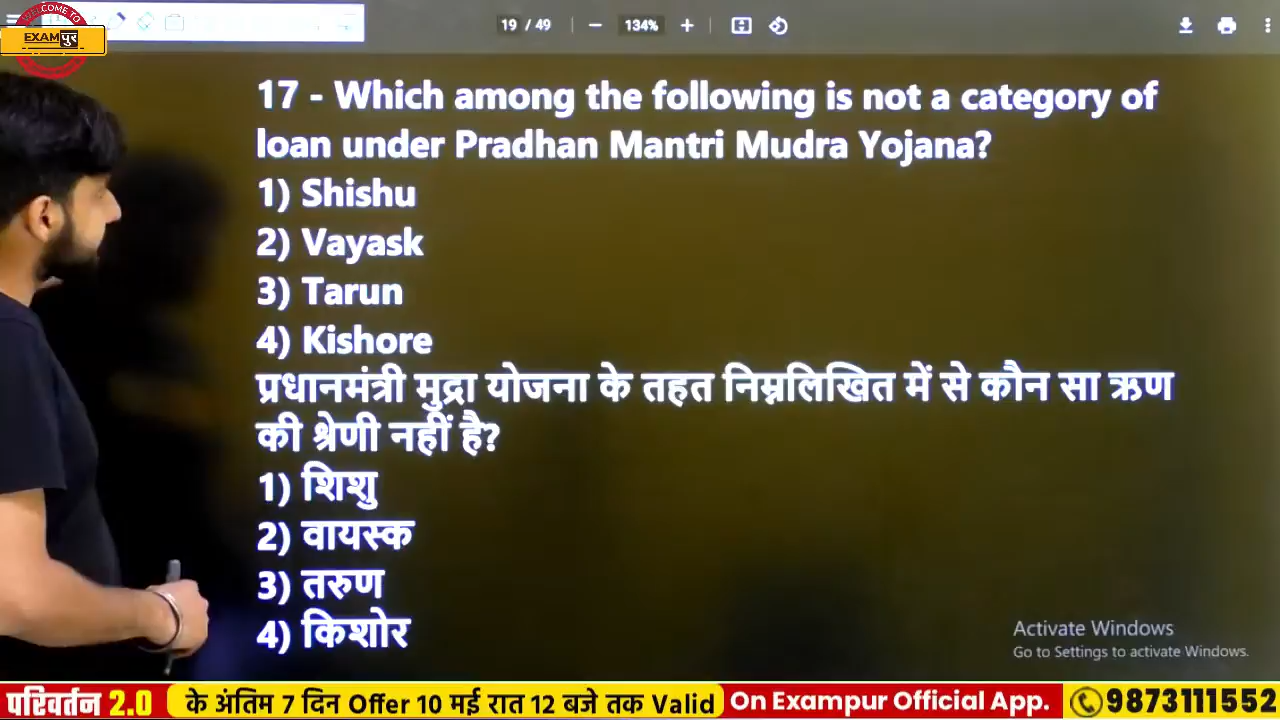 WELCOME TO
EXAMपुर
19 / 49
134%
17 - Which among the following is not a category of
loan under Pradhan Mantri Mudra Yojana?
1) Shishu
2) Vayask
3) Tarun
4) Kishore
प्रधानमंत्री मुद्रा योजना के तहत निम्नलिखित में से कौन सा ऋण
की श्रेणी नहीं है?
1) शिशु
2) वायस्क
3) तरुण
4) किशोर
Activate Windows
Go to Settings to activate Windows.
परिवर्तन 2.0 के अंतिम 7 दिन Offer 10 मई रात 12 बजे तक Valid On Exampur Official App. 9873111552